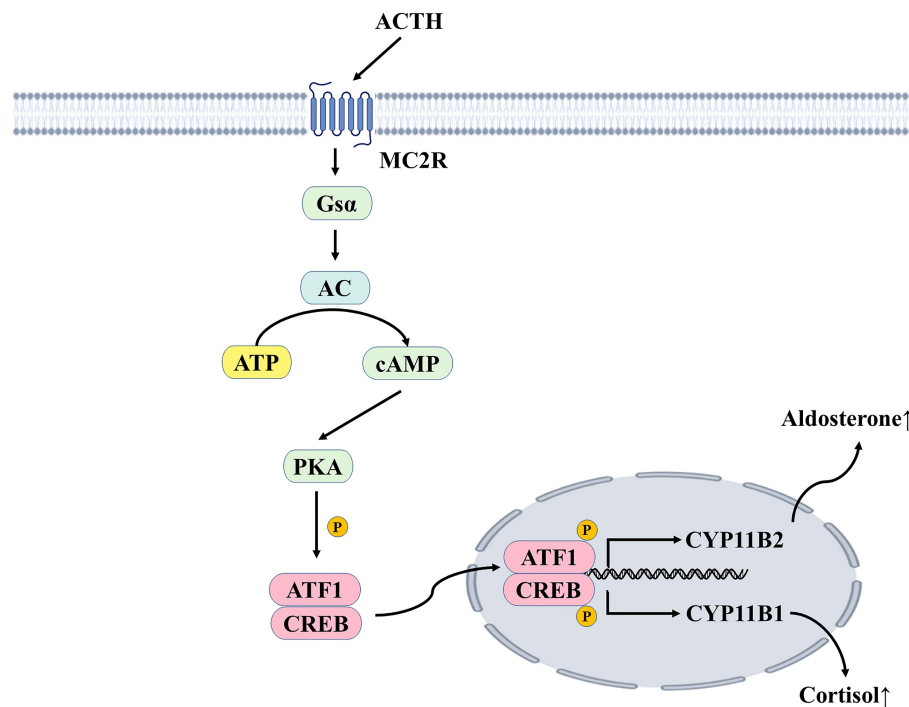 ACTH
MC2R
Gsα
AC
ATP
cAMP
PKA
P
ATF1
CREB
P
ATF1
CREB
P
CYP11B2
CYP11B1
Aldosterone↑
Cortisol↑